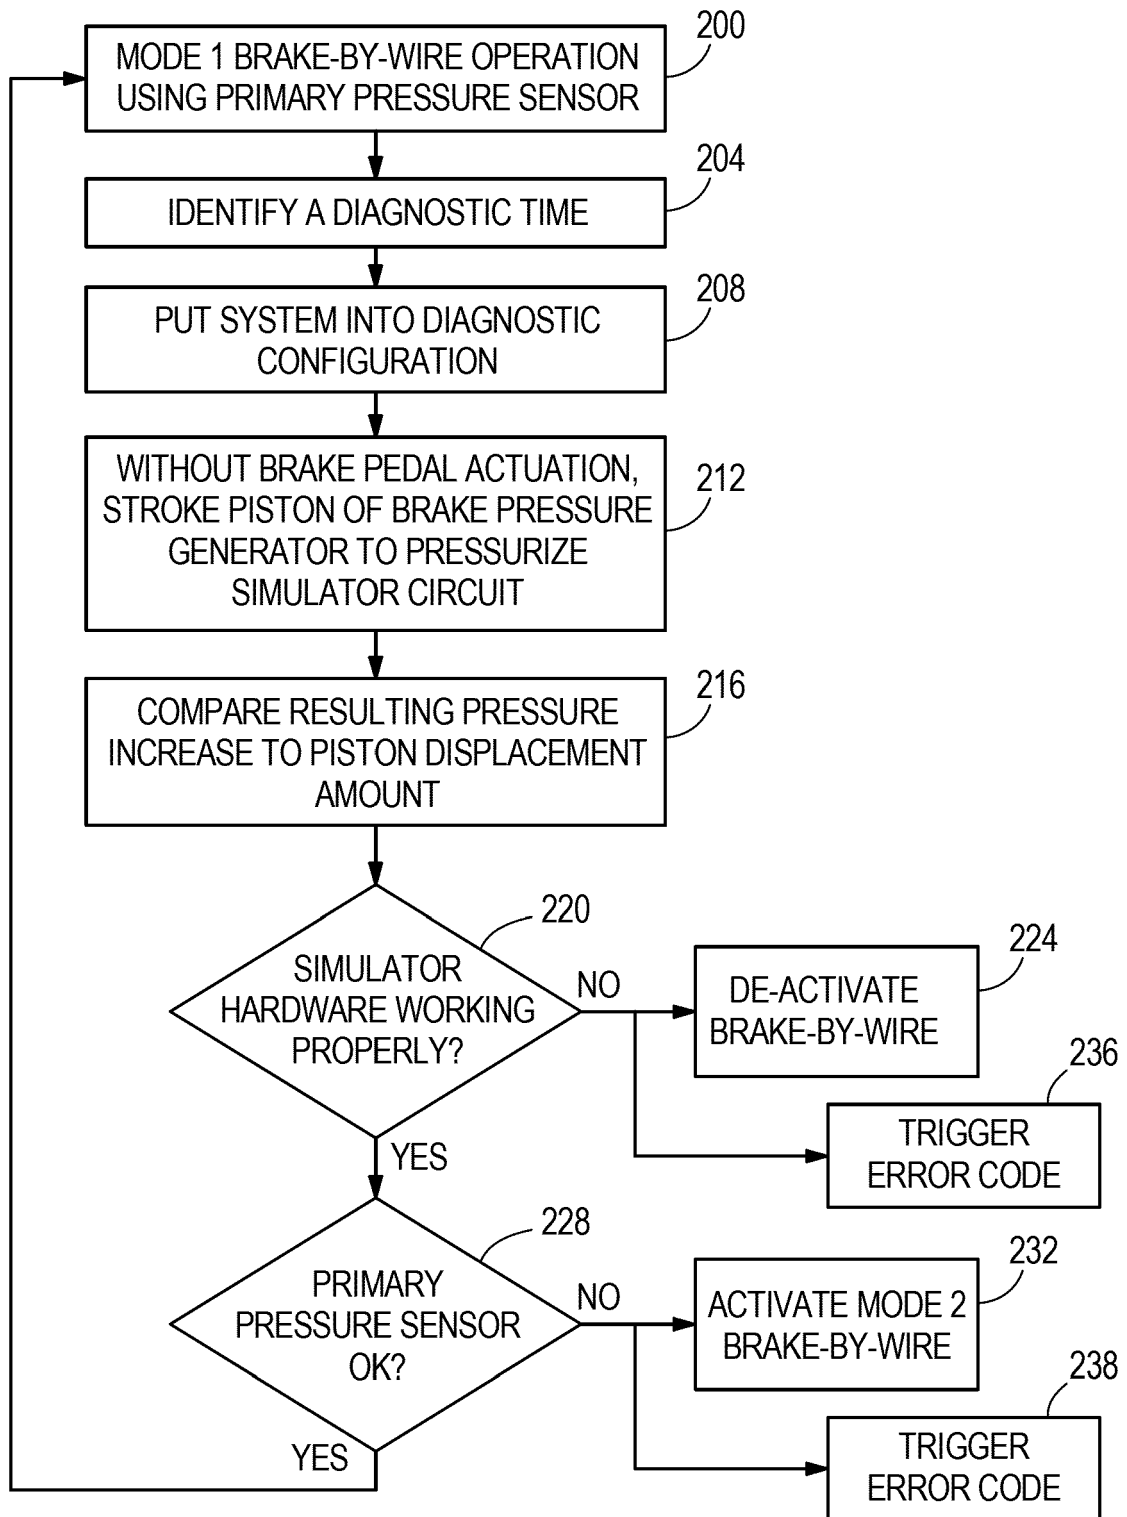 200
MODE 1 BRAKE-BY-WIRE OPERATION
USING PRIMARY PRESSURE SENSOR
204
IDENTIFY A DIAGNOSTIC TIME
208
PUT SYSTEM INTO DIAGNOSTIC
CONFIGURATION
212
WITHOUT BRAKE PEDAL ACTUATION,
STROKE PISTON OF BRAKE PRESSURE
GENERATOR TO PRESSURIZE
SIMULATOR CIRCUIT
216
COMPARE RESULTING PRESSURE
INCREASE TO PISTON DISPLACEMENT
AMOUNT
220
SIMULATOR
HARDWARE WORKING
PROPERLY?
NO
224
DE-ACTIVATE
BRAKE-BY-WIRE
236
TRIGGER
ERROR CODE
YES
228
PRIMARY
PRESSURE SENSOR
OK?
NO
232
ACTIVATE MODE 2
BRAKE-BY-WIRE
238
TRIGGER
ERROR CODE
YES